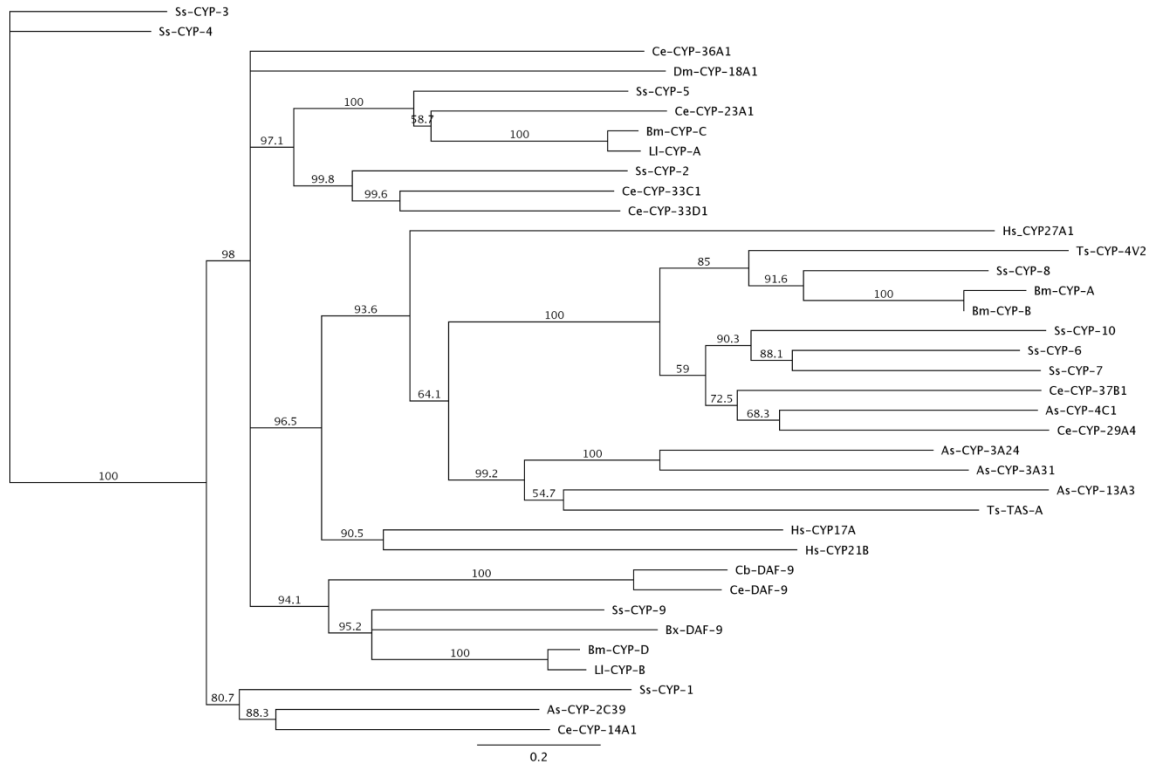 Ss-CYP-3
Ss-CYP-4
Ce-CYP-36A1
Dm-CYP-18A1
Ss-CYP-5
100
Ce-CYP-23A1
58.7
Bm-CYP-C
100
97.1
Ll-CYP-A
Ss-CYP-2
99.8
Ce-CYP-33C1
99.6
Ce-CYP-33D1
Hs_CYP27A1
Ts-CYP-4V2
98
85
Ss-CYP-8
91.6
Bm-CYP-A
100
93.6
Bm-CYP-B
100
Ss-CYP-10
90.3
Ss-CYP-6
88.1
59
Ss-CYP-7
Ce-CYP-37B1
64.1
72.5
As-CYP-4C1
68.3
96.5
Ce-CYP-29A4
As-CYP-3A24
100
99.2
As-CYP-3A31
100
As-CYP-13A3
54.7
Ts-TAS-A
Hs-CYP17A
90.5
Hs-CYP21B
Cb-DAF-9
100
Ce-DAF-9
94.1
Ss-CYP-9
95.2
Bx-DAF-9
Bm-CYP-D
100
Ll-CYP-B
Ss-CYP-1
80.7
As-CYP-2C39
88.3
Ce-CYP-14A1
0.2